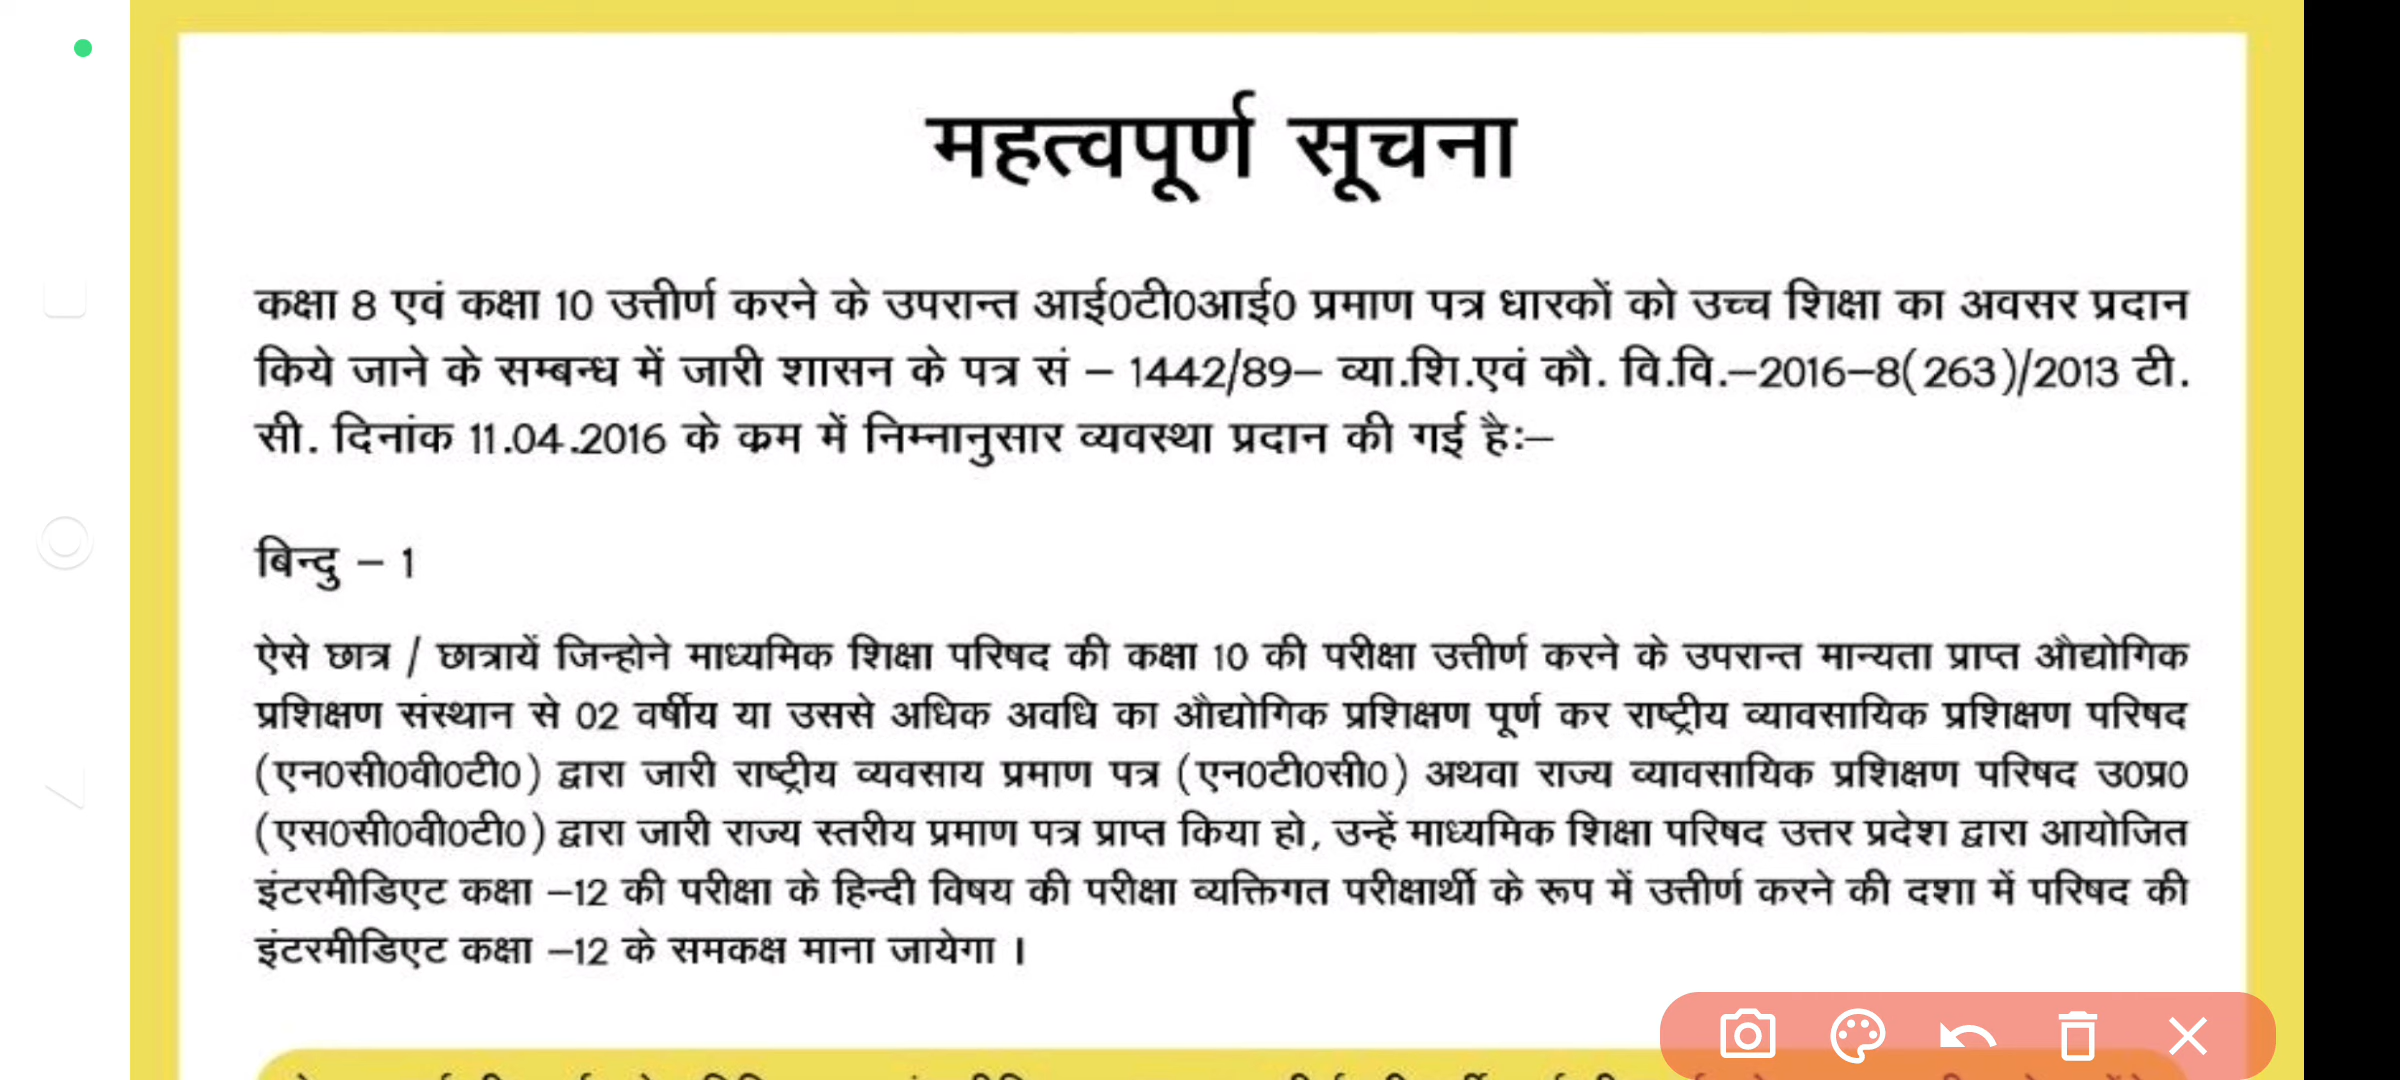 महत्वपूर्ण सूचना
कक्षा 8 एवं कक्षा 10 उत्तीर्ण करने के उपरान्त आई0टी0आई0 प्रमाण पत्र धारकों को उच्च शिक्षा का अवसर प्रदान
किये जाने के सम्बन्ध में जारी शासन के पत्र सं – 1442/89– व्या.शि.एवं कौ. वि.वि.–2016–8(263)/2013 टी.
सी. दिनांक 11.04.2016 के क्रम में निम्नानुसार व्यवस्था प्रदान की गई है:–
बिन्दु – 1
ऐसे छात्र / छात्रायें जिन्होने माध्यमिक शिक्षा परिषद की कक्षा 10 की परीक्षा उत्तीर्ण करने के उपरान्त मान्यता प्राप्त औद्योगिक
प्रशिक्षण संस्थान से 02 वर्षीय या उससे अधिक अवधि का औद्योगिक प्रशिक्षण पूर्ण कर राष्ट्रीय व्यावसायिक प्रशिक्षण परिषद
(एन0सी0वी0टी0) द्वारा जारी राष्ट्रीय व्यवसाय प्रमाण पत्र (एन0टी0सी0) अथवा राज्य व्यावसायिक प्रशिक्षण परिषद उ0प्र0
(एस0सी0वी0टी0) द्वारा जारी राज्य स्तरीय प्रमाण पत्र प्राप्त किया हो, उन्हें माध्यमिक शिक्षा परिषद उत्तर प्रदेश द्वारा आयोजित
इंटरमीडिएट कक्षा –12 की परीक्षा के हिन्दी विषय की परीक्षा व्यक्तिगत परीक्षार्थी के रूप में उत्तीर्ण करने की दशा में परिषद की
इंटरमीडिएट कक्षा –12 के समकक्ष माना जायेगा ।